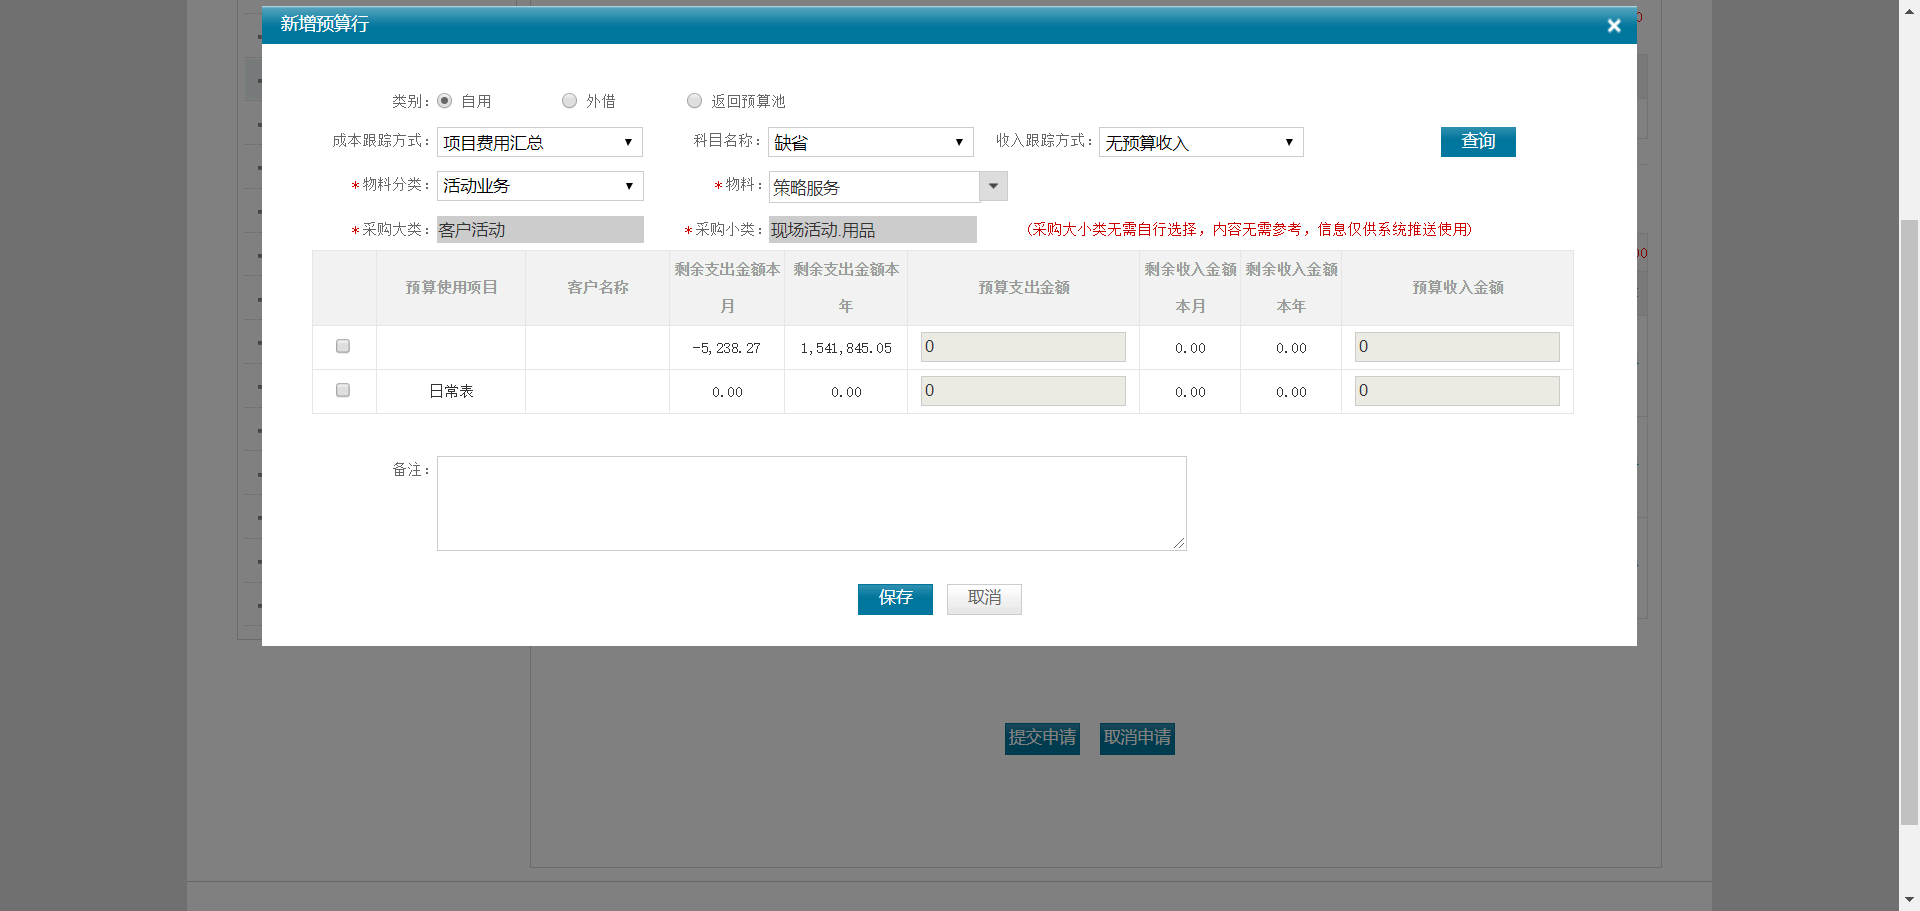 新增预算行
类别： 自用 外借 返回预算池
成本跟踪方式： 项目费用汇总 科目名称： 缺省 收入跟踪方式： 无预算收入 查询
*物料分类： 活动业务 *物料： 策略服务
*采购大类： 客户活动 *采购小类： 现场活动.用品 (采购大小类无需自行选择，内容无需参考，信息仅供系统推送使用)
预算使用项目 客户名称 剩余支出金额本月 剩余支出金额本年 预算支出金额 剩余收入金额本月 剩余收入金额本年 预算收入金额
-5,238.27 1,541,845.05 0 0.00 0.00 0
日常表 0.00 0.00 0 0.00 0.00 0
备注：
保存 取消
提交申请 取消申请